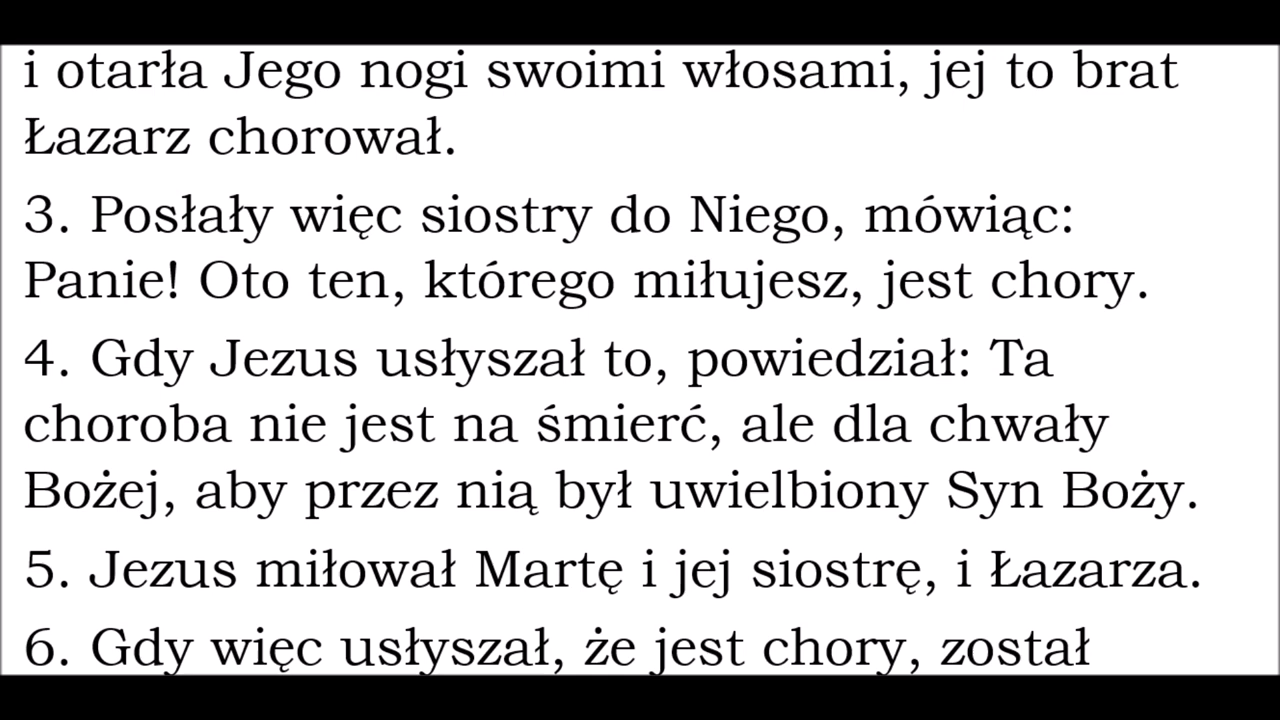 i otarła Jego nogi swoimi włosami, jej to brat
Łazarz chorował.
3. Posłały więc siostry do Niego, mówiąc:
Panie! Oto ten, którego miłujesz, jest chory.
4. Gdy Jezus usłyszał to, powiedział: Ta
choroba nie jest na śmierć, ale dla chwały
Bożej, aby przez nią był uwielbiony Syn Boży.
5. Jezus miłował Martę i jej siostrę, i Łazarza.
6. Gdy więc usłyszał, że jest chory, został